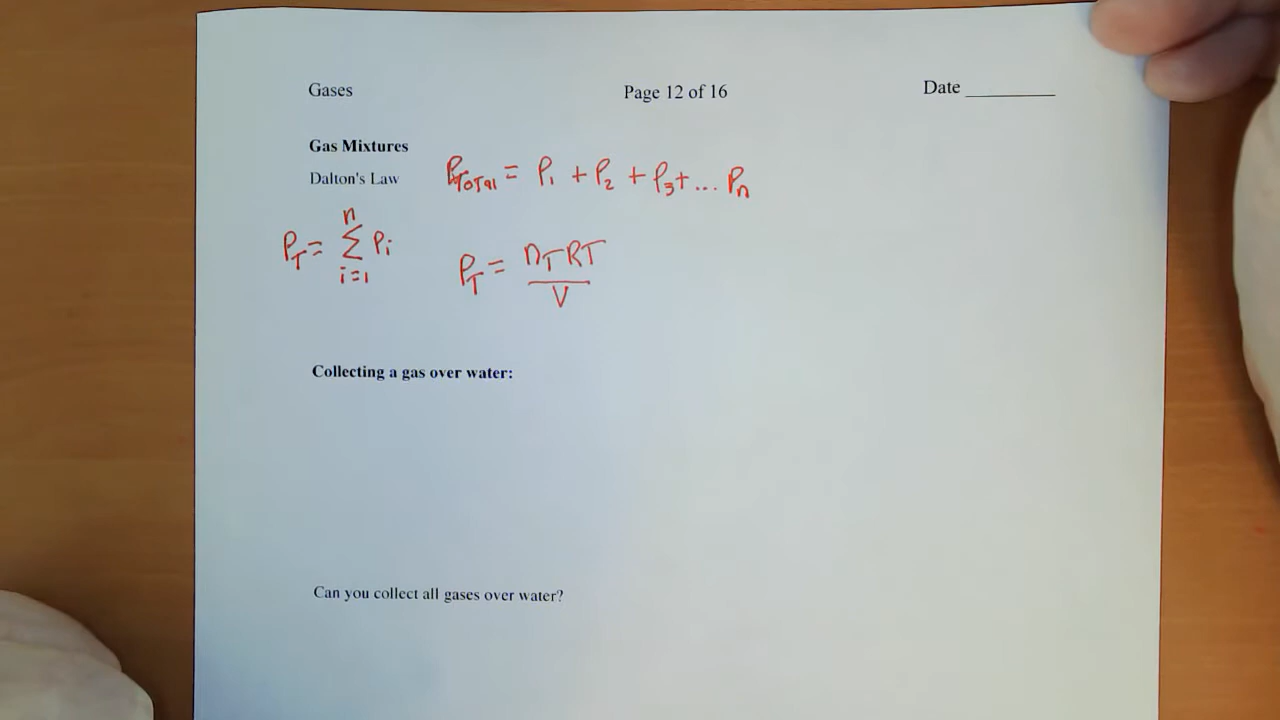 Gases Page 12 of 16 Date ________
Gas Mixtures
Dalton's Law P_Total = P₁ + P₂ + P₃ + ... Pₙ
P_T = Σ_{i=1}^{n} P_i P_T = n_T RT / V
Collecting a gas over water:
Can you collect all gases over water?